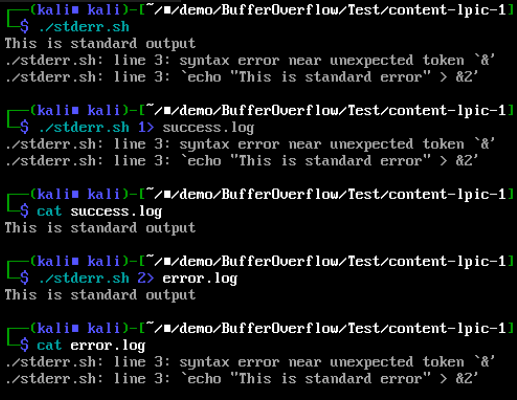 ┌──(kali■ kali)-[~/■/demo/BufferOverflow/Test/content-lpic-1]
└─$ ./stderr.sh
This is standard output
./stderr.sh: line 3: syntax error near unexpected token `&'
./stderr.sh: line 3: `echo "This is standard error" > &2'
┌──(kali■ kali)-[~/■/demo/BufferOverflow/Test/content-lpic-1]
└─$ ./stderr.sh 1> success.log
./stderr.sh: line 3: syntax error near unexpected token `&'
./stderr.sh: line 3: `echo "This is standard error" > &2'
┌──(kali■ kali)-[~/■/demo/BufferOverflow/Test/content-lpic-1]
└─$ cat success.log
This is standard output
┌──(kali■ kali)-[~/■/demo/BufferOverflow/Test/content-lpic-1]
└─$ ./stderr.sh 2> error.log
This is standard output
┌──(kali■ kali)-[~/■/demo/BufferOverflow/Test/content-lpic-1]
└─$ cat error.log
./stderr.sh: line 3: syntax error near unexpected token `&'
./stderr.sh: line 3: `echo "This is standard error" > &2'